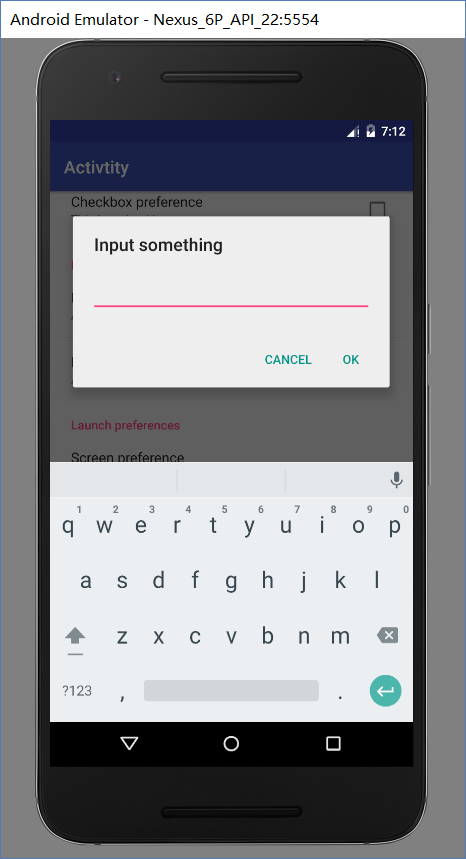 Android Emulator - Nexus_6P_API_22:5554
7:12
Activtity
Checkbox preference
Input something
CANCEL OK
Launch preferences
Screen preference
1 2 3 4 5 6 7 8 9 0
q w e r t y u i o p
a s d f g h j k l
z x c v b n m
?123 , .